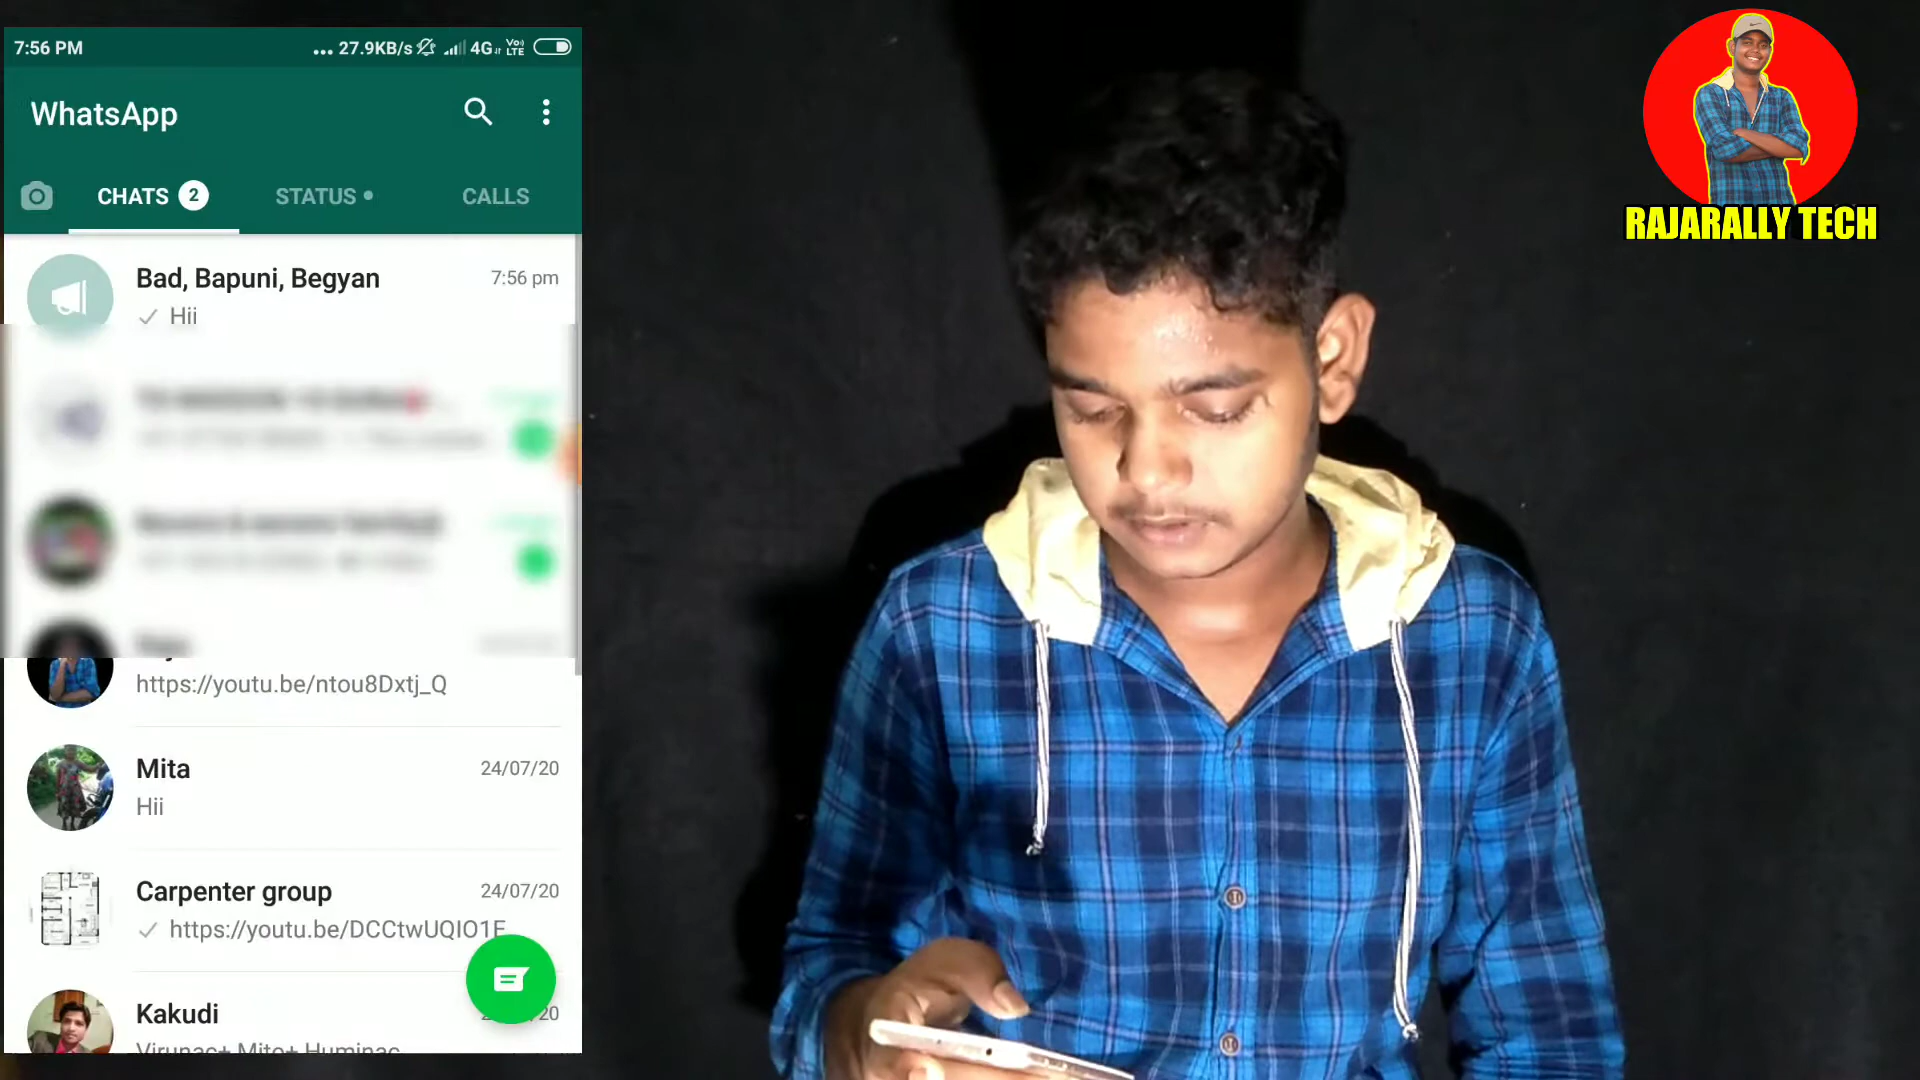 7:56 PM
... 27.9KB/s 4G VoLTE
WhatsApp
CHATS 2 STATUS • CALLS
Bad, Bapuni, Begyan 7:56 pm
Hii
https://youtu.be/ntou8Dxtj_Q
Mita 24/07/20
Hii
Carpenter group 24/07/20
https://youtu.be/DCCtwUQIO1F
Kakudi
RAJARALLY TECH